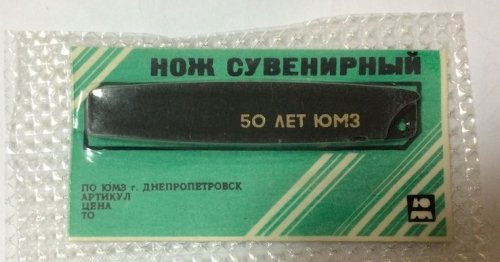 НОЖ СУВЕНИРНЫЙ
50 ЛЕТ ЮМЗ
ПО ЮМЗ г. ДНЕПРОПЕТРОВСК
АРТИКУЛ
ЦЕНА
ТО